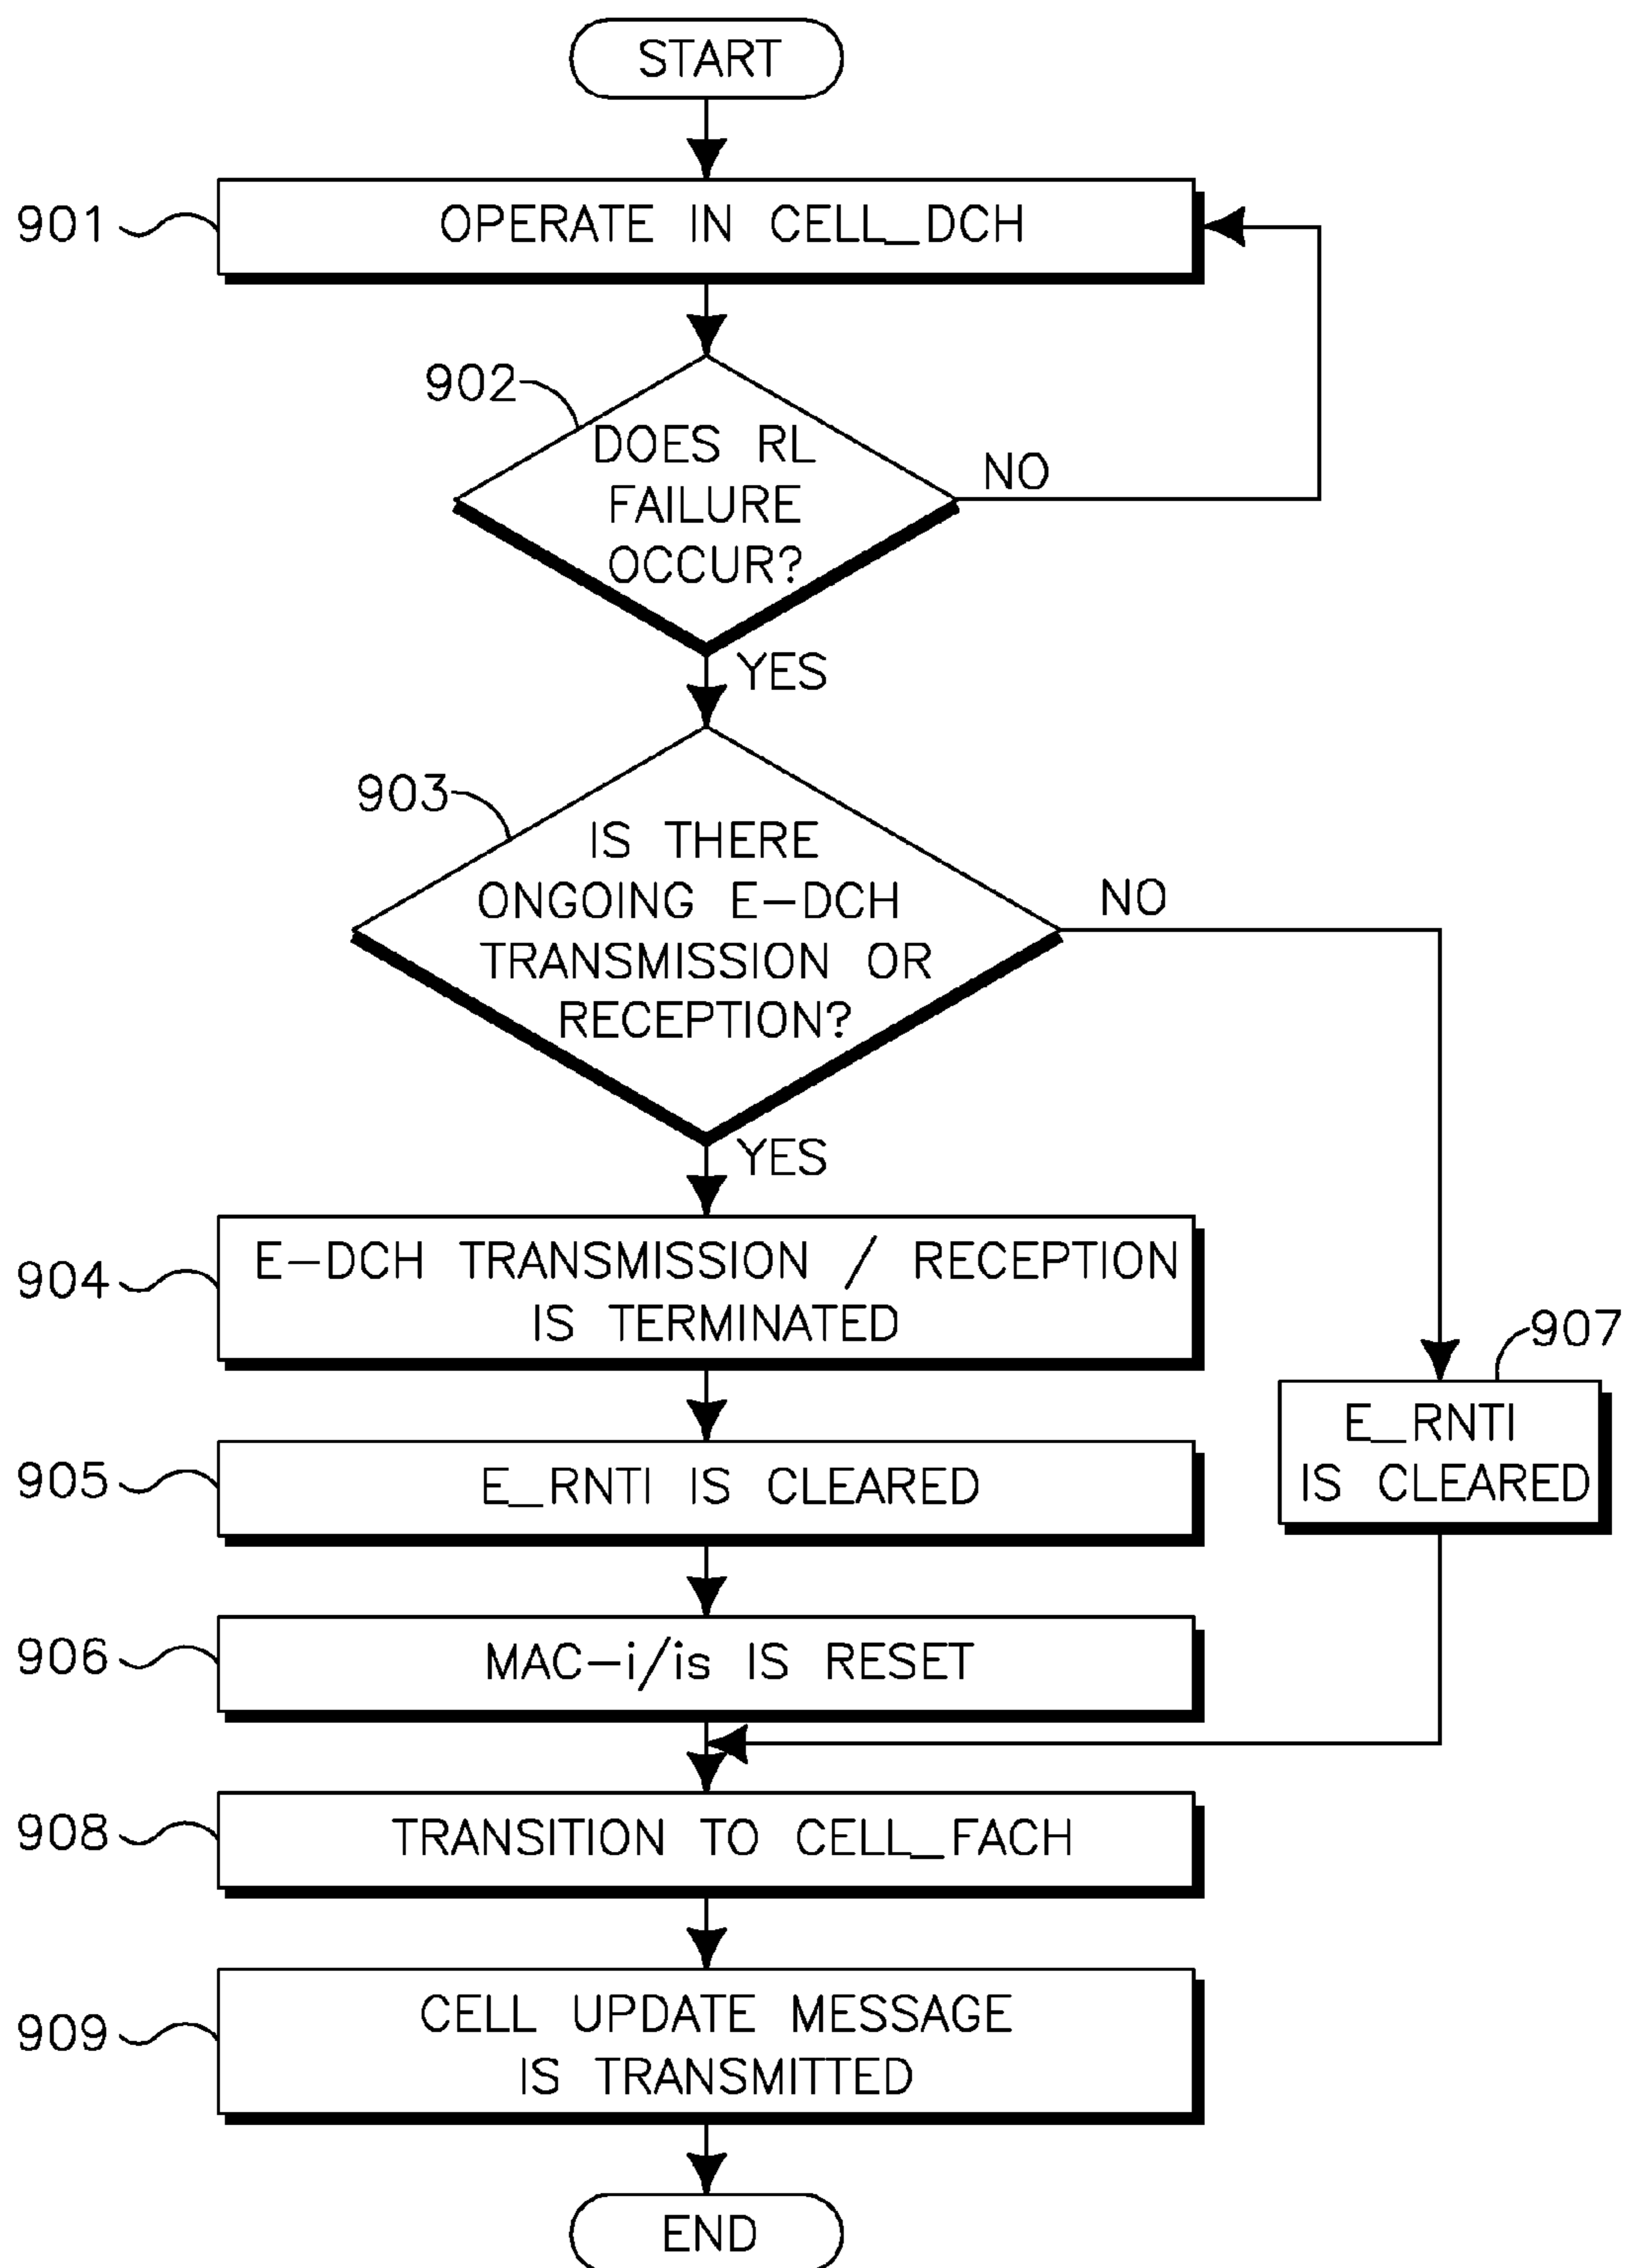 START
901
OPERATE IN CELL_DCH
902
DOES RL
FAILURE
OCCUR?
NO
YES
903
IS THERE
ONGOING E-DCH
TRANSMISSION OR
RECEPTION?
NO
YES
904
E-DCH TRANSMISSION / RECEPTION
IS TERMINATED
907
E_RNTI
IS CLEARED
905
E_RNTI IS CLEARED
906
MAC-i/is IS RESET
908
TRANSITION TO CELL_FACH
909
CELL UPDATE MESSAGE
IS TRANSMITTED
END